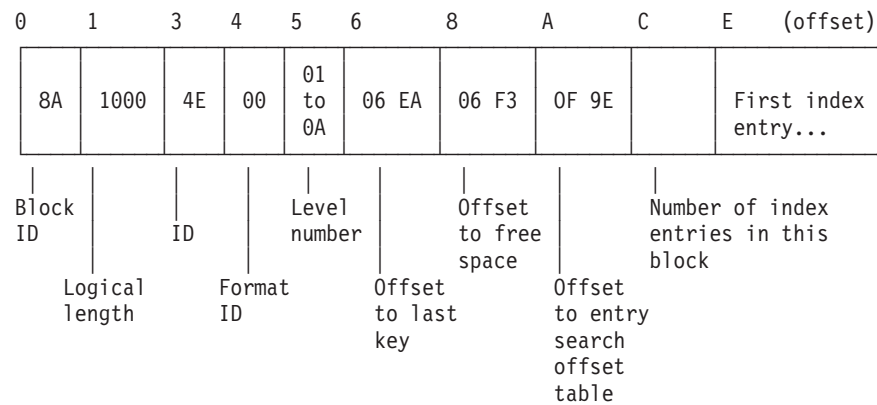 0 1 3 4 5 6 8 A C E (offset)
01
8A 1000 4E 00 to 06 EA 06 F3 0F 9E First index
0A entry...
Block Level Offset Number of index
ID ID number to free entries in this
space block
Logical Format Offset Offset
length ID to last to entry
key search
offset
table